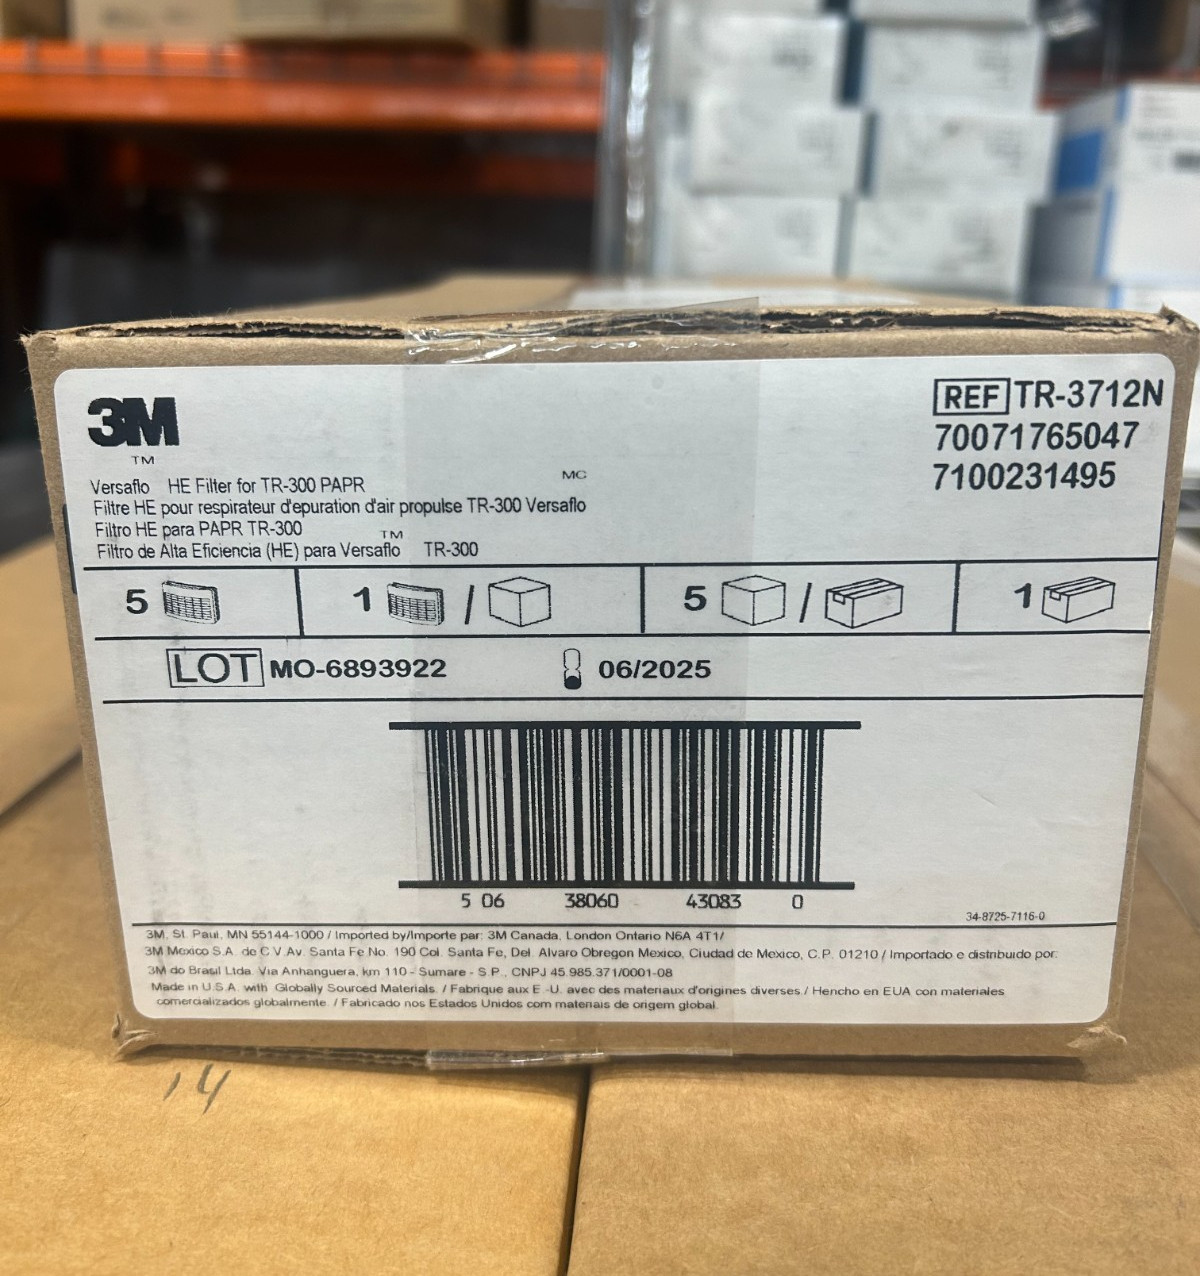 3M
REF TR-3712N
70071765047
7100231495
Versaflo™ HE Filter for TR-300 PAPR
Filtre HE pour respirateur d'epuration d'air propulse TR-300 Versaflo MC
Filtro HE para PAPR TR-300
Filtro de Alta Eficiencia (HE) para Versaflo™ TR-300
5 1 / 5 / 1
LOT MO-6893922 06/2025
5 06 38060 43083 0
34-8725-7116-0
3M, St. Paul, MN 55144-1000 / Imported by/Importe par: 3M Canada, London Ontario N6A 4T1/
3M Mexico S.A. de C V Av. Santa Fe No. 190 Col. Santa Fe, Del. Alvaro Obregon Mexico, Ciudad de Mexico, C.P. 01210 / Importado e distribuido por:
3M do Brasil Ltda. Via Anhanguera, km 110 - Sumare - S.P., CNPJ 45.985.371/0001-08
Made in U.S.A. with Globally Sourced Materials. / Fabrique aux E.-U. avec des materiaux d'origines diverses / Hencho en EUA con materiales
comercializados globalmente. / Fabricado nos Estados Unidos com materiais de origem global.
14